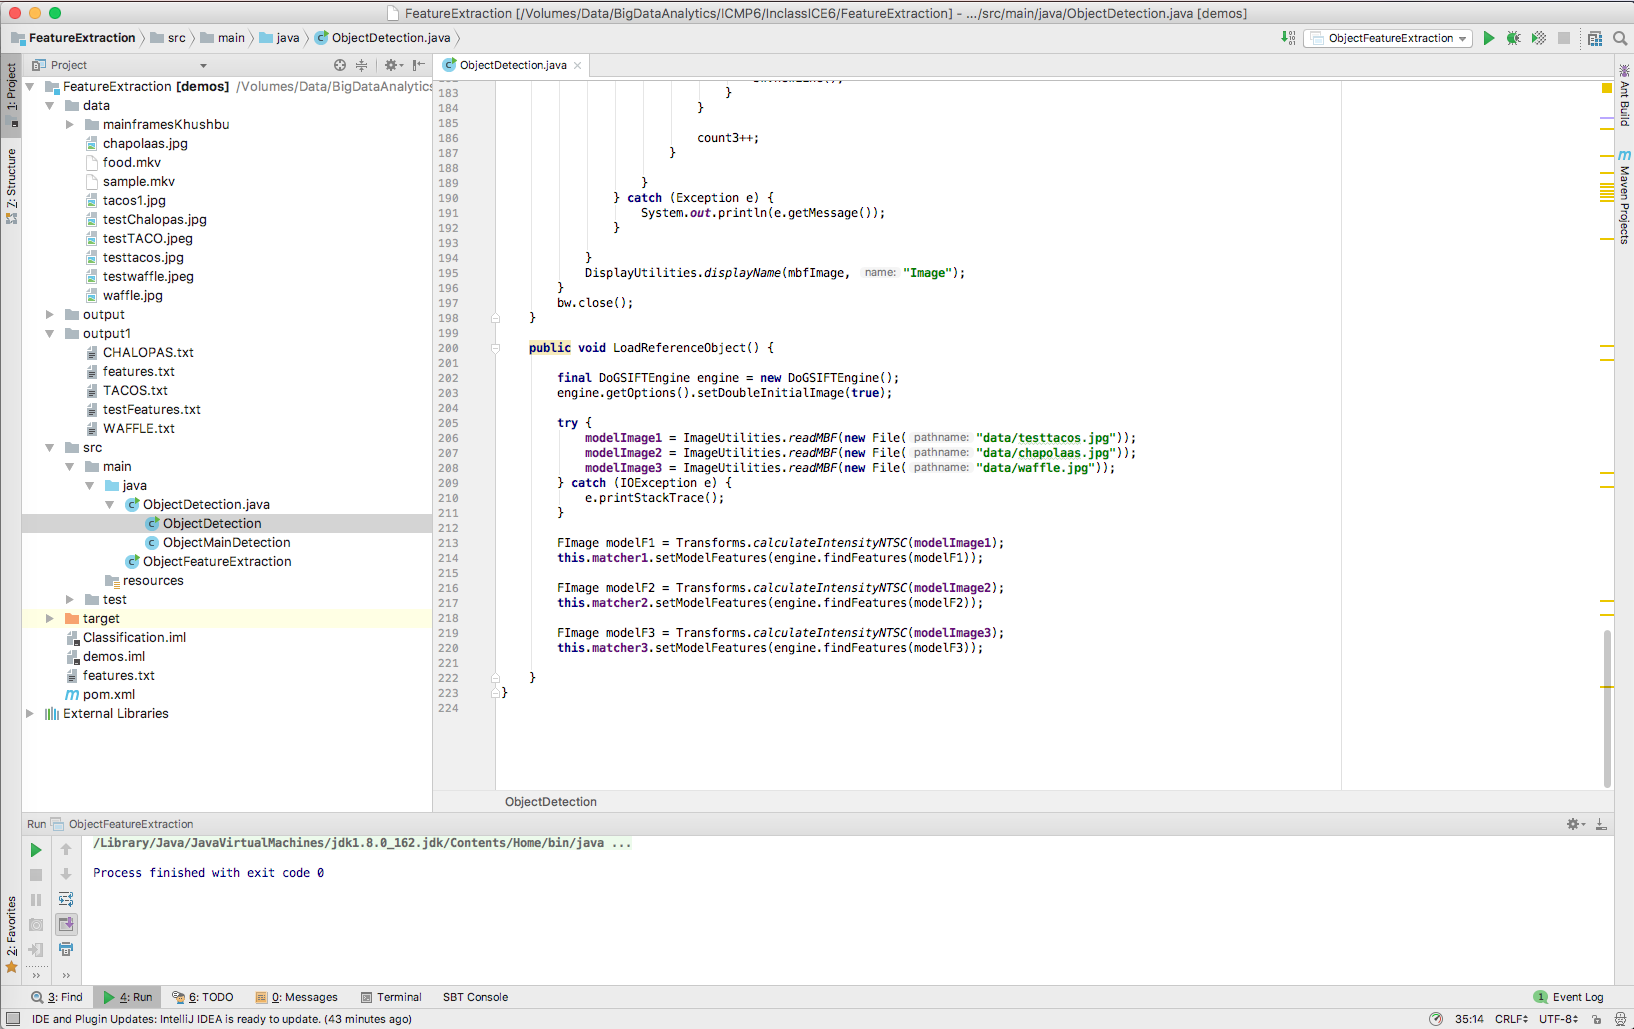 FeatureExtraction [/Volumes/Data/BigDataAnalytics/ICMP6/InclassICE6/FeatureExtraction] - .../src/main/java/ObjectDetection.java [demos]
FeatureExtraction src main java ObjectDetection.java
ObjectFeatureExtraction
Project
ObjectDetection.java
1: Project
Z: Structure
2: Favorites
FeatureExtraction [demos] /Volumes/Data/BigDataAnalytics
data
mainframesKhushbu
chapolaas.jpg
food.mkv
sample.mkv
tacos1.jpg
testChalopas.jpg
testTACO.jpeg
testtacos.jpg
testwaffle.jpeg
waffle.jpg
output
output1
CHALOPAS.txt
features.txt
TACOS.txt
testFeatures.txt
WAFFLE.txt
src
main
java
ObjectDetection.java
ObjectDetection
ObjectMainDetection
ObjectFeatureExtraction
resources
test
target
Classification.iml
demos.iml
features.txt
pom.xml
External Libraries
183 }
184 }
185
186 count3++;
187 }
188
189 }
190 } catch (Exception e) {
191 System.out.println(e.getMessage());
192 }
193
194 }
195 DisplayUtilities.displayName(mbfImage, name: "Image");
196 }
197 bw.close();
198 }
199
200 public void LoadReferenceObject() {
201
202 final DoGSIFTEngine engine = new DoGSIFTEngine();
203 engine.getOptions().setDoubleInitialImage(true);
204
205 try {
206 modelImage1 = ImageUtilities.readMBF(new File( pathname: "data/testtacos.jpg"));
207 modelImage2 = ImageUtilities.readMBF(new File( pathname: "data/chapolaas.jpg"));
208 modelImage3 = ImageUtilities.readMBF(new File( pathname: "data/waffle.jpg"));
209 } catch (IOException e) {
210 e.printStackTrace();
211 }
212
213 FImage modelF1 = Transforms.calculateIntensityNTSC(modelImage1);
214 this.matcher1.setModelFeatures(engine.findFeatures(modelF1));
215
216 FImage modelF2 = Transforms.calculateIntensityNTSC(modelImage2);
217 this.matcher2.setModelFeatures(engine.findFeatures(modelF2));
218
219 FImage modelF3 = Transforms.calculateIntensityNTSC(modelImage3);
220 this.matcher3.setModelFeatures(engine.findFeatures(modelF3));
221
222 }
223 }
224
ObjectDetection
Ant Build
Maven Projects
Run ObjectFeatureExtraction
/Library/Java/JavaVirtualMachines/jdk1.8.0_162.jdk/Contents/Home/bin/java ...
Process finished with exit code 0
3: Find 4: Run 6: TODO 0: Messages Terminal SBT Console 1 Event Log
IDE and Plugin Updates: IntelliJ IDEA is ready to update. (43 minutes ago) 35:14 CRLF UTF-8